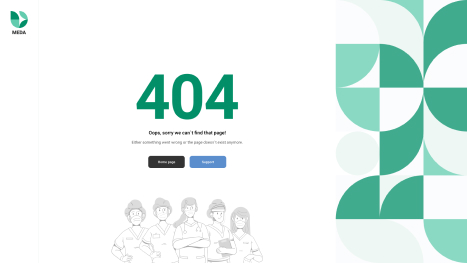 MEDA
404
Oops, sorry we can't find that page!
Either something went wrong or the page doesn't exist anymore
Home page
Support